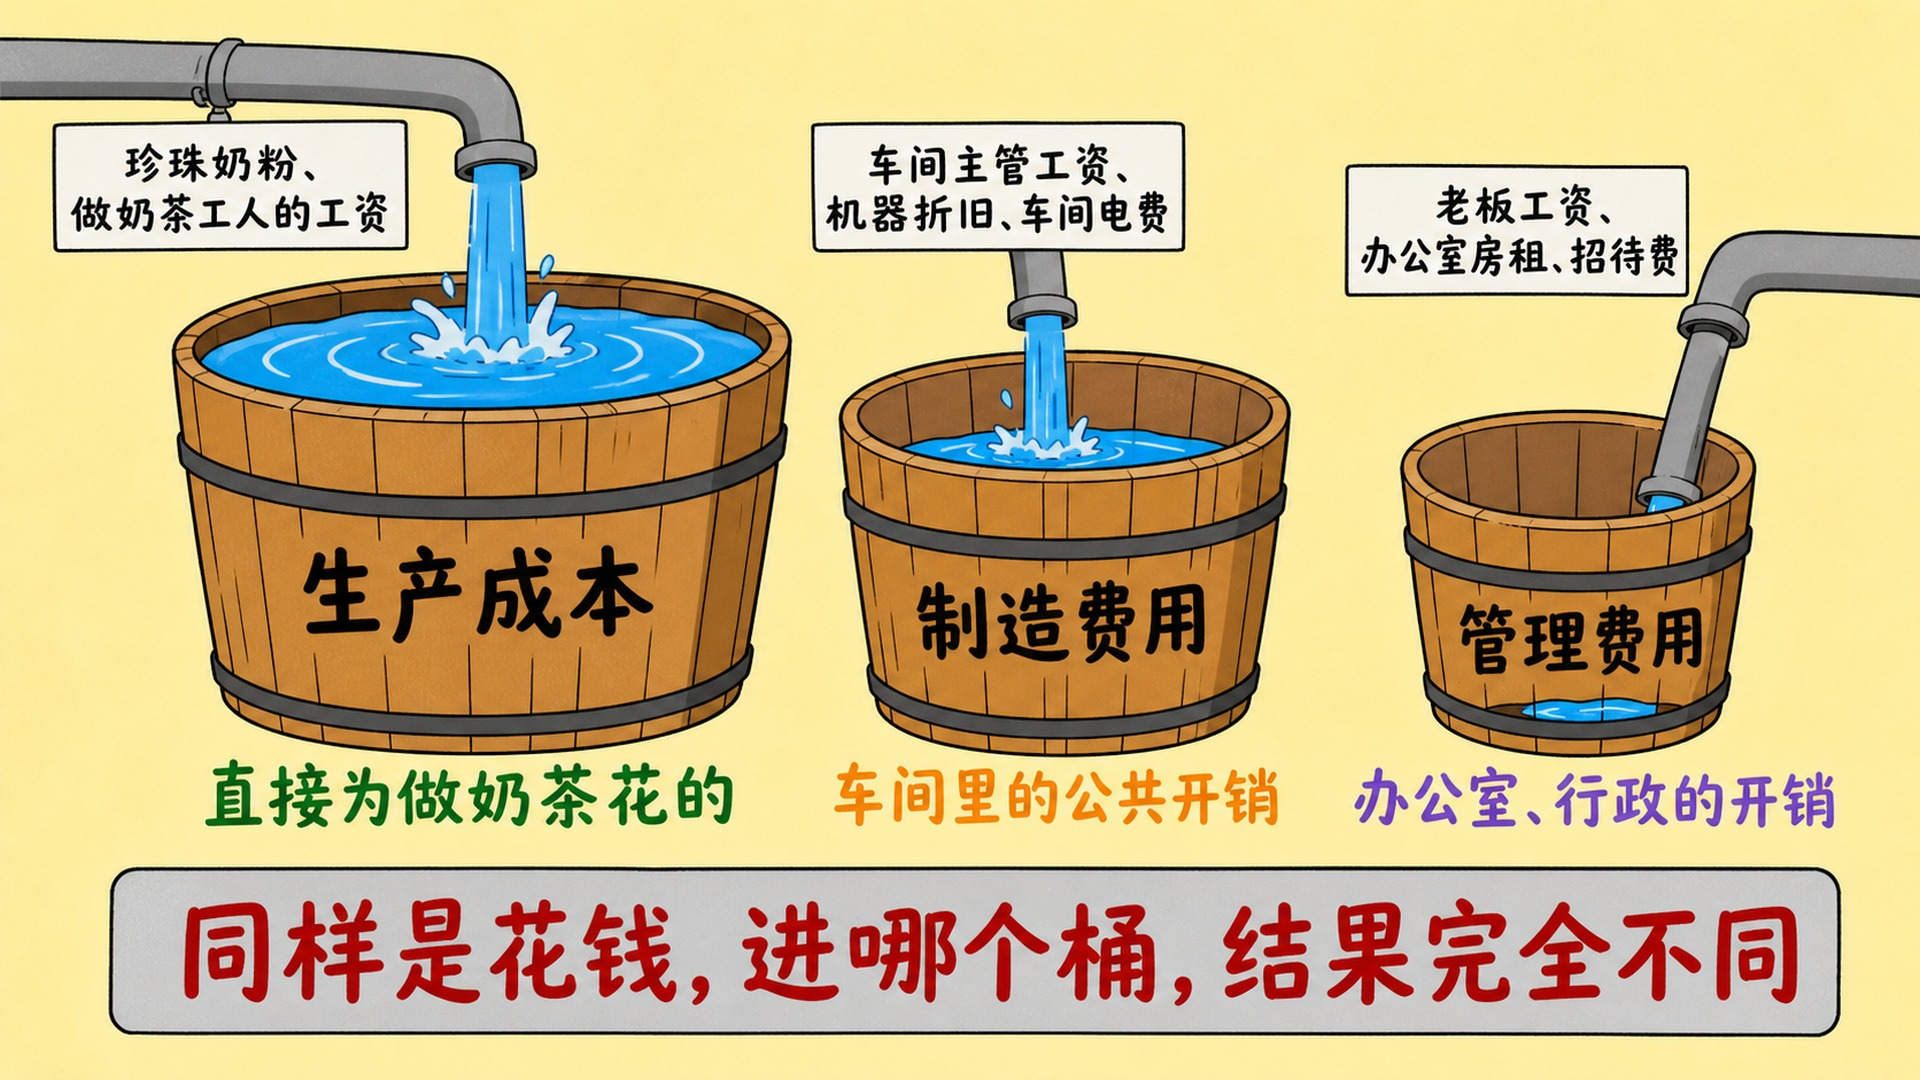 珍珠奶粉、
做奶茶工人的工资
生产成本
直接为做奶茶花的
车间主管工资、
机器折旧、车间电费
制造费用
车间里的公共开销
老板工资、
办公室房租、招待费
管理费用
办公室、行政的开销
同样是花钱,进哪个桶,结果完全不同